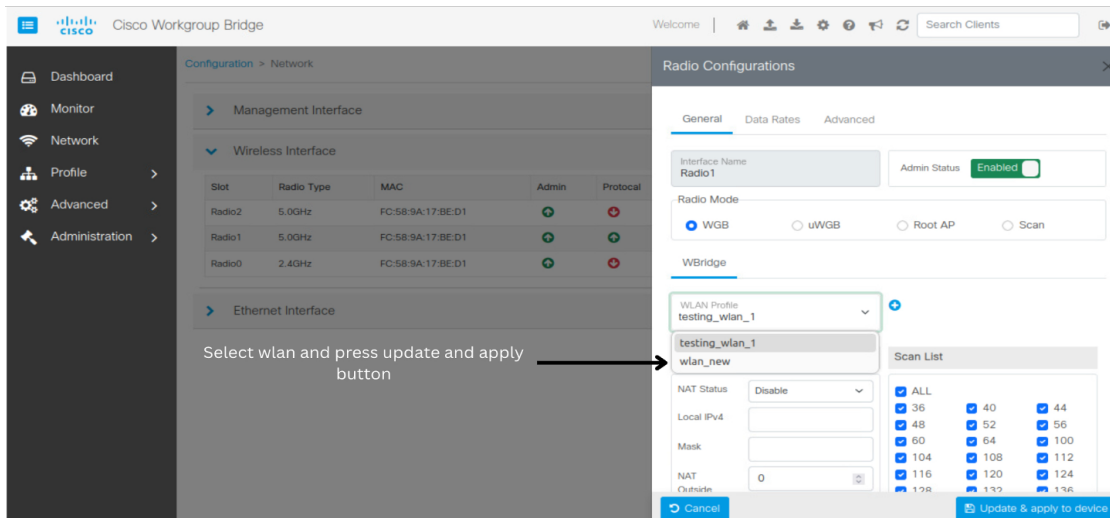 CISCO
Cisco Workgroup Bridge
Welcome
Search Clients
Dashboard
Monitor
Network
Profile
Advanced
Administration
Configuration > Network
Management Interface
Wireless Interface
Slot Radio Type MAC Admin Protocal
Radio2 5.0GHz FC:58:9A:17:BE:D1
Radio1 5.0GHz FC:58:9A:17:BE:D1
Radio0 2.4GHz FC:58:9A:17:BE:D1
Ethernet Interface
Select wlan and press update and apply
button
Radio Configurations
General Data Rates Advanced
Interface Name
Radio1
Admin Status Enabled
Radio Mode
WGB uWGB Root AP Scan
WBridge
WLAN Profile
testing_wlan_1
testing_wlan_1
wlan_new
NAT Status Disable
Local IPv4
Mask
NAT 0
Outside
Scan List
ALL
36 40 44
48 52 56
60 64 100
104 108 112
116 120 124
128 132 136
Cancel
Update & apply to device